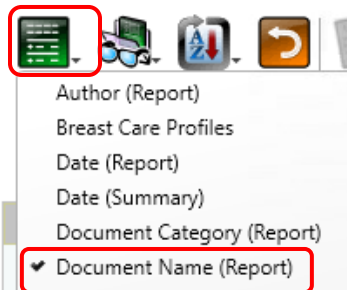 A
Z
Author (Report)
Breast Care Profiles
Date (Report)
Date (Summary)
Document Category (Report)
Document Name (Report)